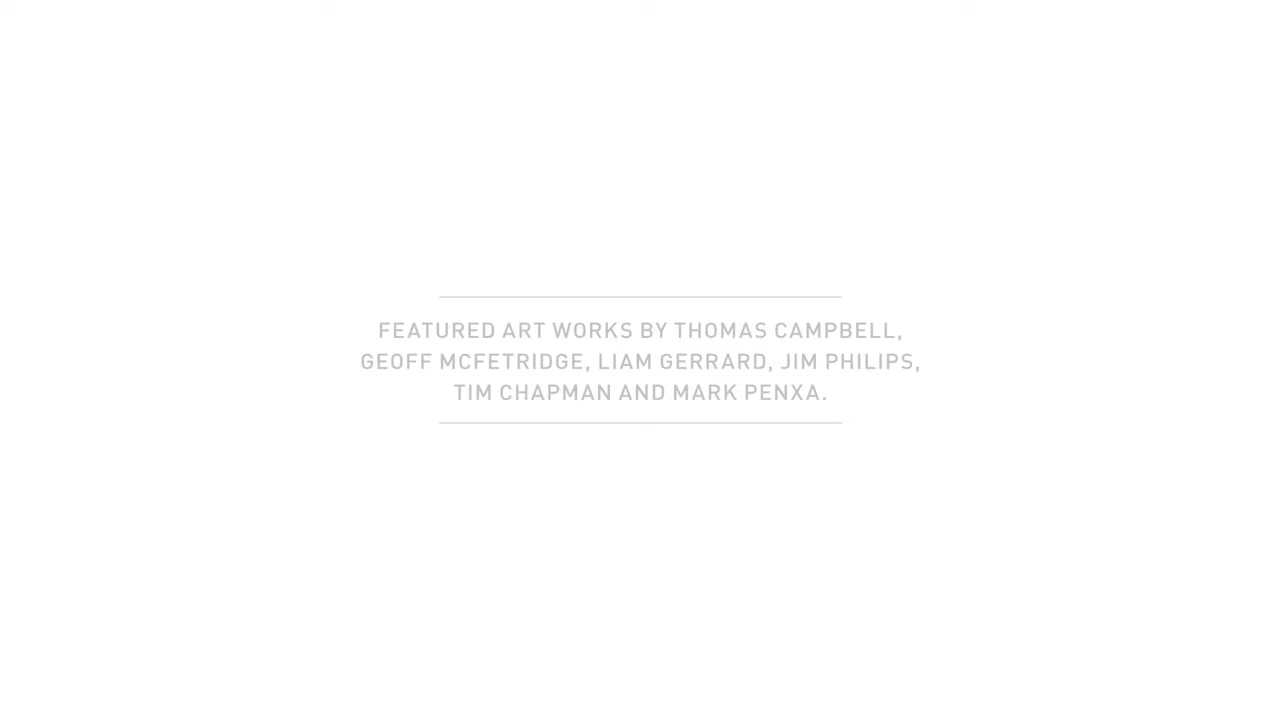 FEATURED ART WORKS BY THOMAS CAMPBELL,
GEOFF MCFETRIDGE, LIAM GERRARD, JIM PHILIPS,
TIM CHAPMAN AND MARK PENXA.